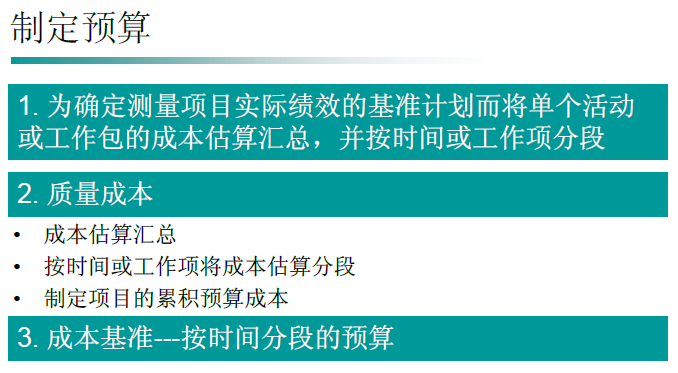 制定预算
1. 为确定测量项目实际绩效的基准计划而将单个活动
或工作包的成本估算汇总，并按时间或工作项分段
2. 质量成本
• 成本估算汇总
• 按时间或工作项将成本估算分段
• 制定项目的累积预算成本
3. 成本基准---按时间分段的预算